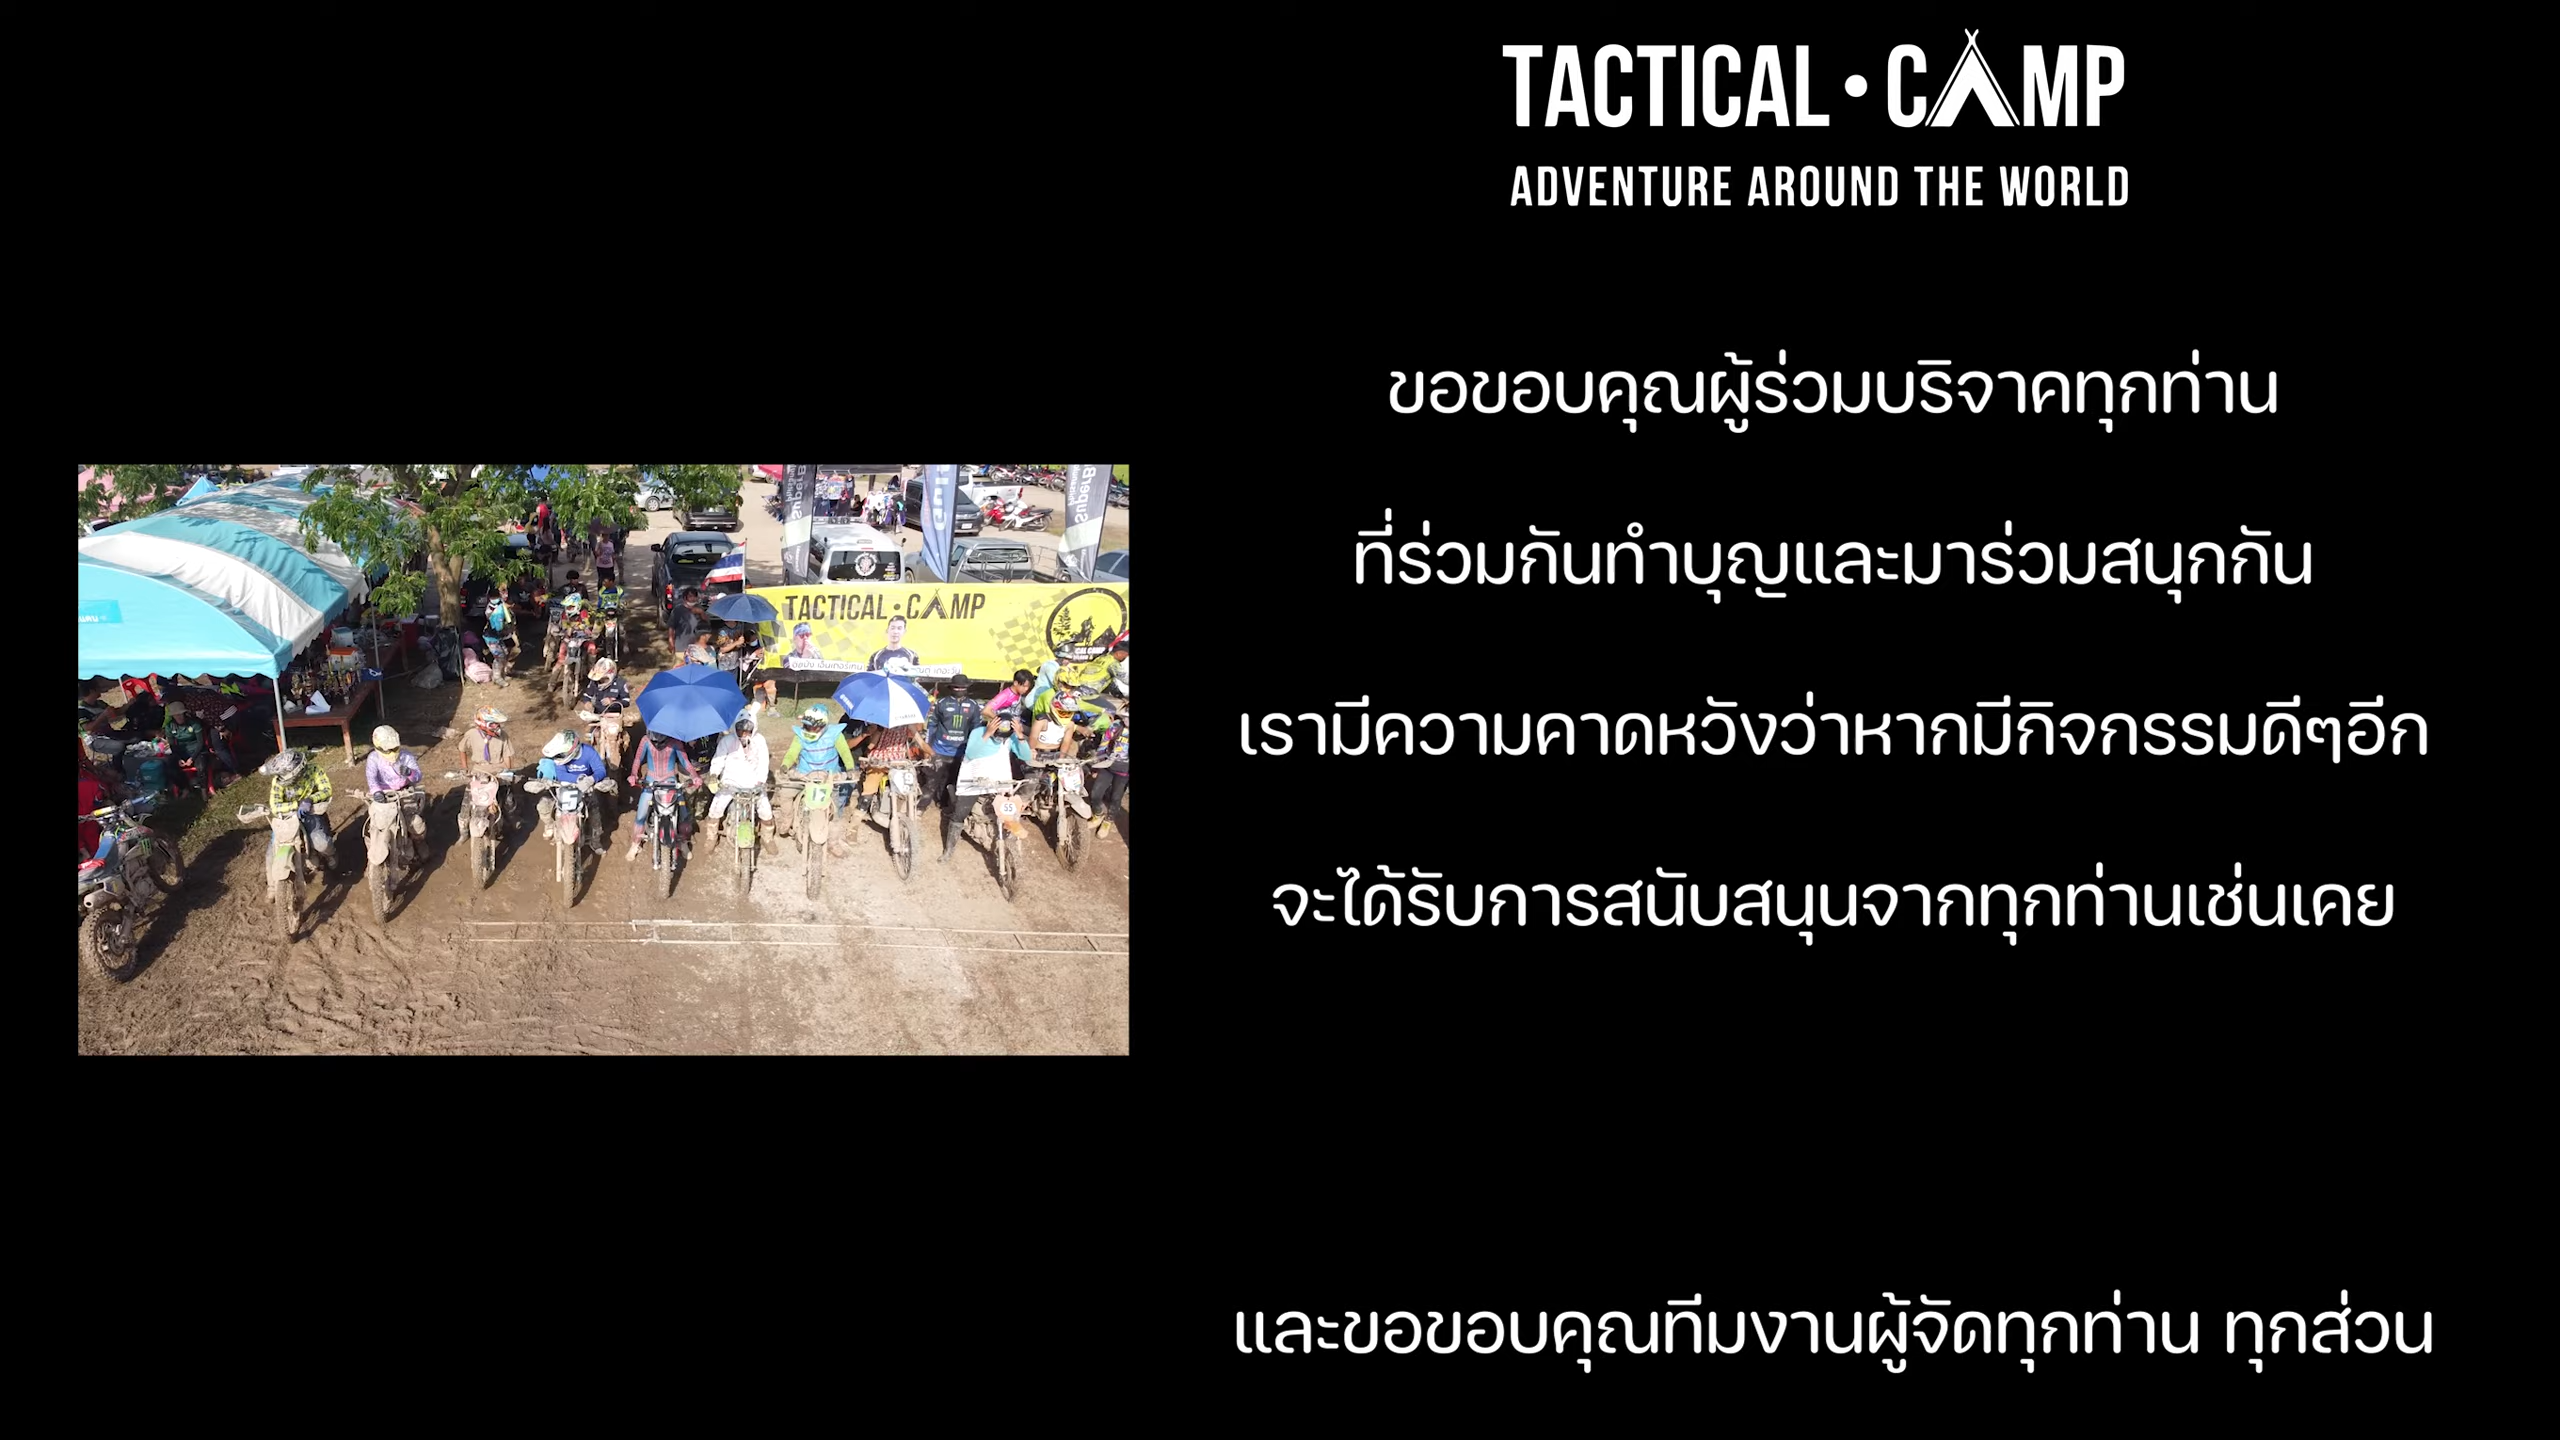 TACTICAL • CAMP
ADVENTURE AROUND THE WORLD
ขอขอบคุณผู้ร่วมบริจาคทุกท่าน
ที่ร่วมกันทำบุญและมาร่วมสนุกกัน
เรามีความคาดหวังว่าหากมีกิจกรรมดีๆอีก
จะได้รับการสนับสนุนจากทุกท่านเช่นเคย
และขอขอบคุณทีมงานผู้จัดทุกท่าน ทุกส่วน
TACTICAL • CAMP
5
17
55